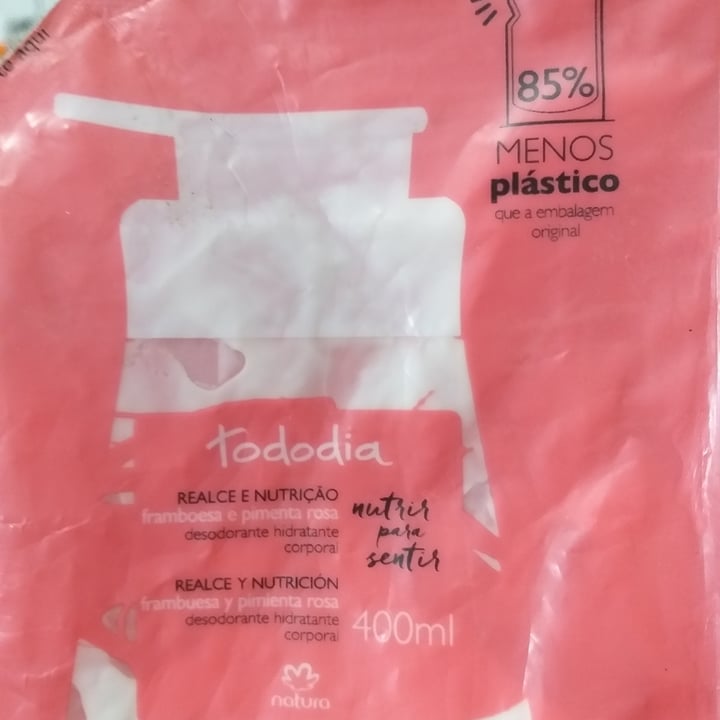 85%
MENOS
plástico
que a embalagem
original
tododia
REALCE E NUTRIÇÃO
framboesa e pimenta rosa
desodorante hidratante
corporal
nutrir
para
sentir
REALCE Y NUTRICIÓN
frambuesa y pimienta rosa
desodorante hidratante
corporal
400ml
natura